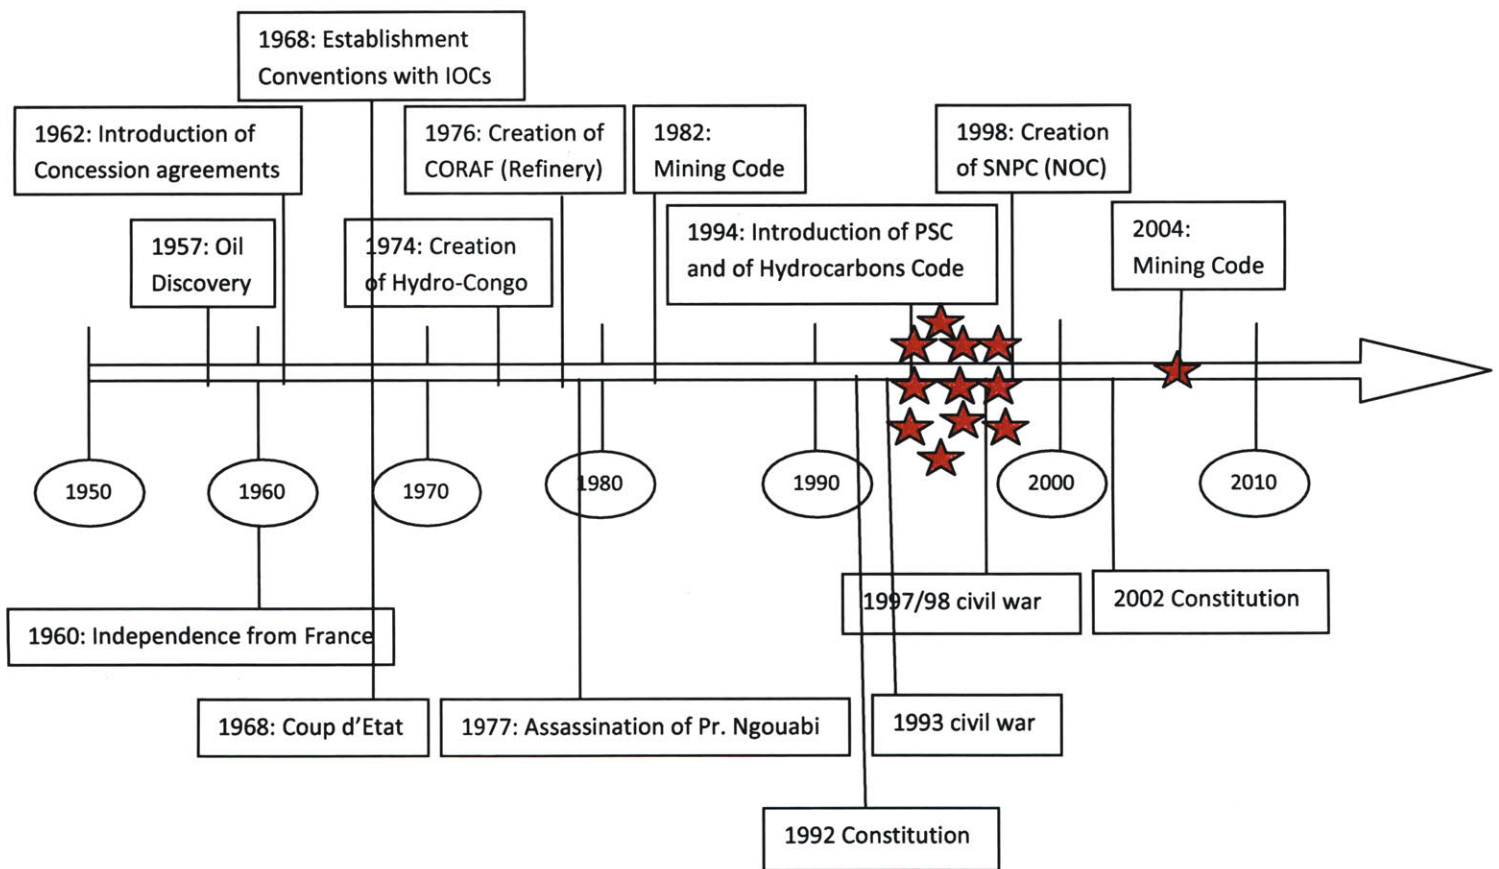 1968: Establishment
Conventions with IOCs
1962: Introduction of
Concession agreements
1976: Creation of
CORAF (Refinery)
1982:
Mining Code
1998: Creation
of SNPC (NOC)
1957: Oil
Discovery
1974: Creation
of Hydro-Congo
1994: Introduction of PSC
and of Hydrocarbons Code
2004:
Mining Code
1950
1960
1970
1980
1990
2000
2010
1997/98 civil war
2002 Constitution
1960: Independence from France
1968: Coup d’Etat
1977: Assassination of Pr. Ngouabi
1993 civil war
1992 Constitution